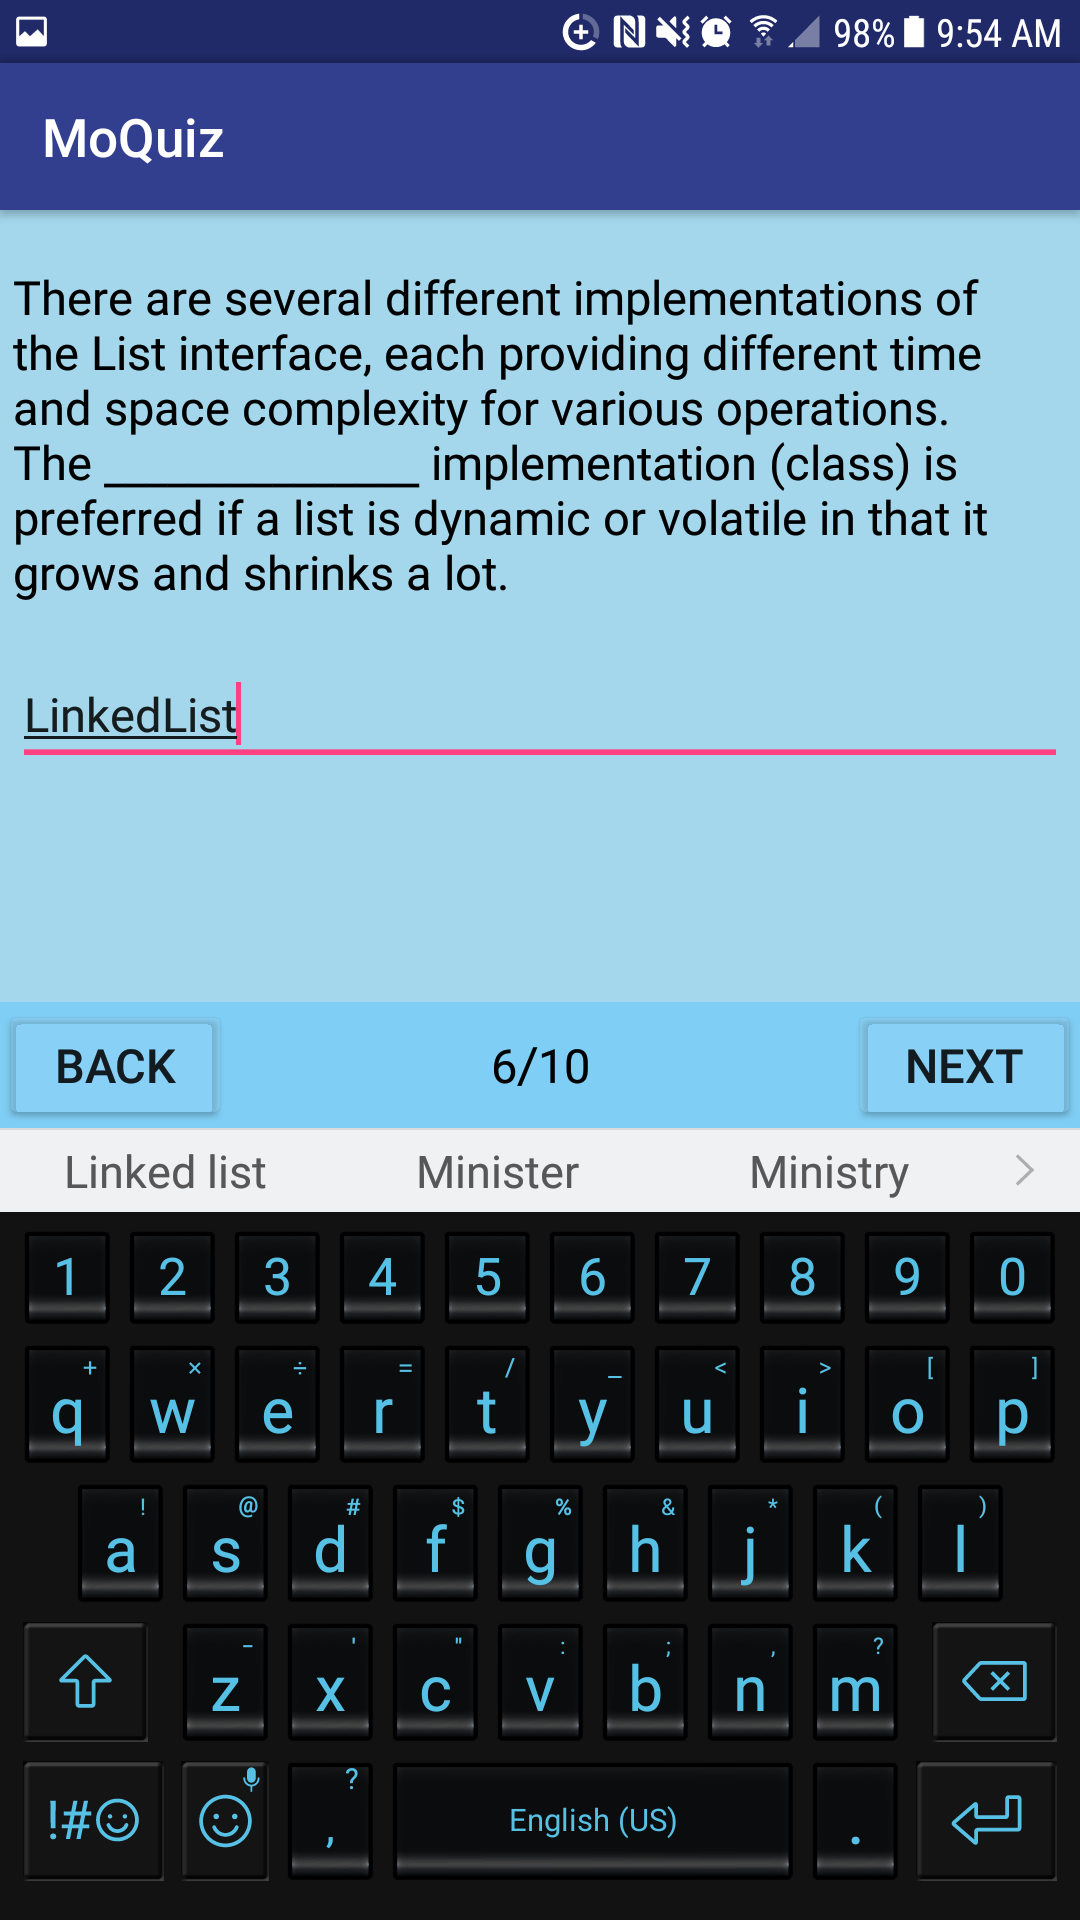 98% 9:54 AM
MoQuiz
There are several different implementations of
the List interface, each providing different time
and space complexity for various operations.
The ______________ implementation (class) is
preferred if a list is dynamic or volatile in that it
grows and shrinks a lot.
LinkedList
BACK 6/10 NEXT
Linked list Minister Ministry
1 2 3 4 5 6 7 8 9 0
+ × ÷ = / _ < > [ ]
q w e r t y u i o p
! @ # $ % & * ( )
a s d f g h j k l
- ' " : ; , ?
z x c v b n m
?
!#☺ , English (US) .